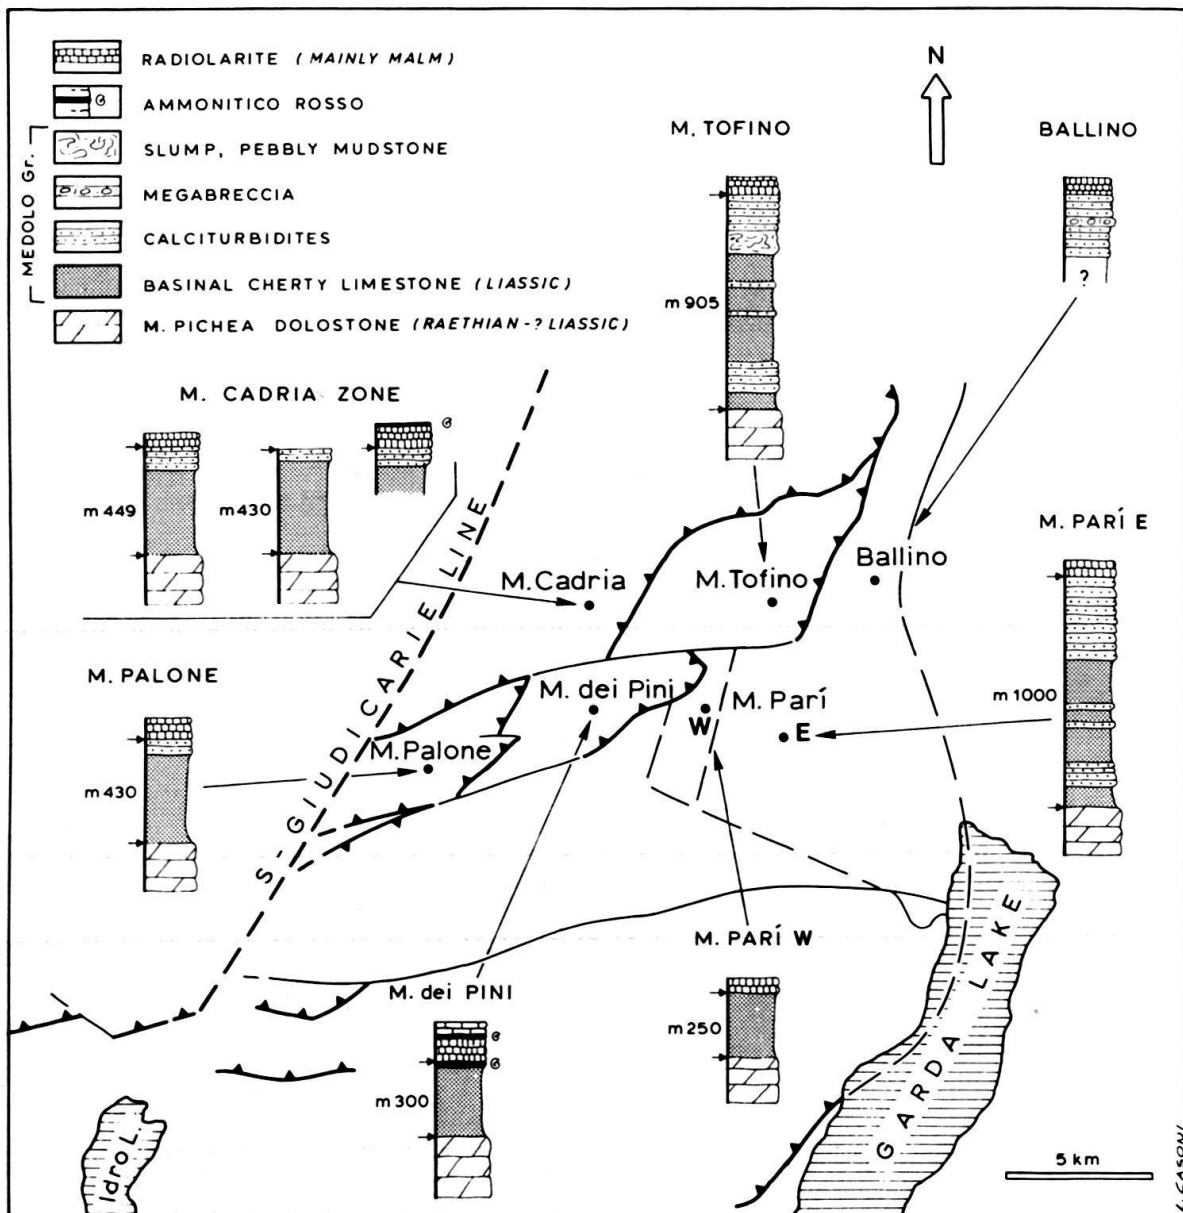 RADIOLARITE (MAINLY MALM)
AMMONITICO ROSSO
SLUMP, PEBBLY MUDSTONE
MEGABRECCIA
CALCITURBIDITES
BASINAL CHERTY LIMESTONE (LIASSIC)
M. PICHEA DOLOSTONE (RAETHIAN-? LIASSIC)
MEDOLO Gr.
N
M. TOFINO
BALLINO
m 905
?
M. CADRIA ZONE
m 449
m 430
M. PARÍ E
m 1000
M. PALONE
m 430
S-GIUDICARIE LINE
M. Cadria
M. Tofino
Ballino
M. dei Pini
M. Parí
W
E
M. Palone
M. PARÍ W
m 250
M. dei PINI
m 300
GARDA LAKE
Idro L.
5 km